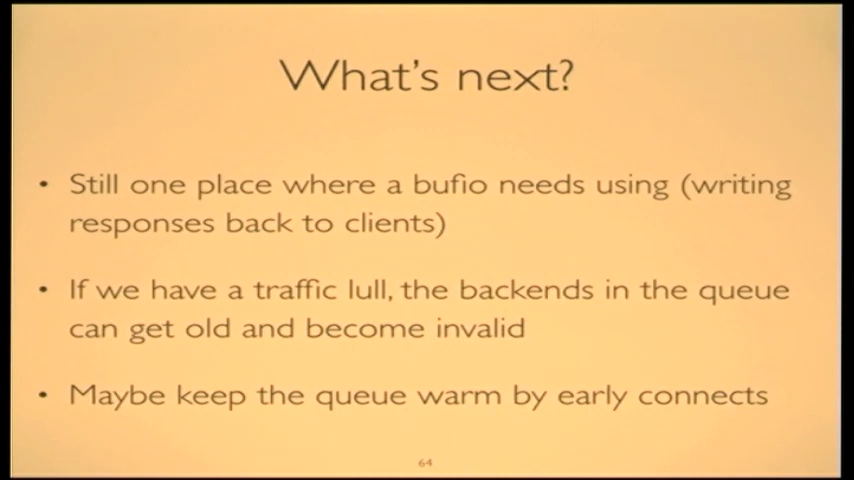 What's next?
• Still one place where a bufio needs using (writing
responses back to clients)
• If we have a traffic lull, the backends in the queue
can get old and become invalid
• Maybe keep the queue warm by early connects
64